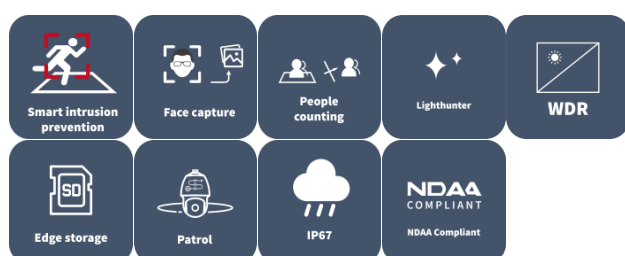 Smart intrusion
prevention
Face capture
People
counting
Lighthunter
WDR
SD
Edge storage
Patrol
IP67
NDAA
COMPLIANT
NDAA Compliant